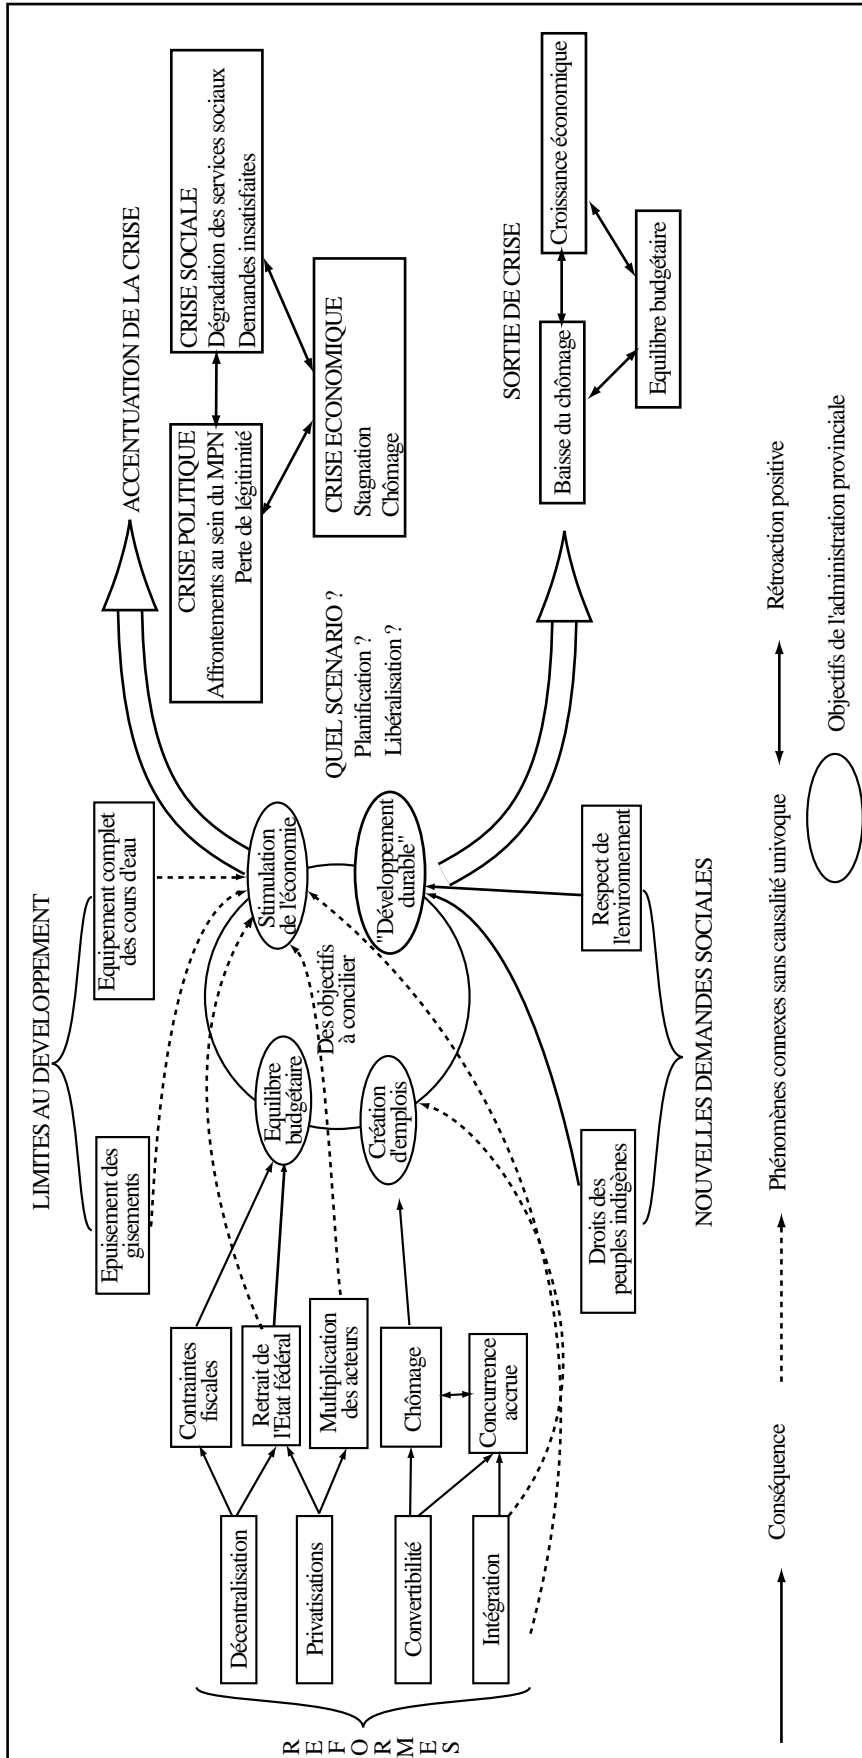 R
E
F
O
R
M
E
S
Décentralisation
Privatisations
Convertibilité
Intégration
Contraintes
fiscales
Retrait de
l'Etat fédéral
Multiplication
des acteurs
Chômage
Concurrence
accrue
LIMITES AU DEVELOPPEMENT
Epuisement des
gisements
Equipement complet
des cours d'eau
Equilibre
budgétaire
Création
d'emplois
Des objectifs
à concilier
Stimulation
de l'économie
"Développement
durable"
Droits des
peuples indigènes
Respect de
l'environnement
NOUVELLES DEMANDES SOCIALES
QUEL SCENARIO ?
Planification ?
Libéralisation ?
ACCENTUATION DE LA CRISE
CRISE POLITIQUE
Affrontements au sein du MPN
Perte de légitimité
CRISE SOCIALE
Dégradation des services sociaux
Demandes insatisfaites
CRISE ECONOMIQUE
Stagnation
Chômage
SORTIE DE CRISE
Baisse du chômage
Croissance économique
Equilibre budgétaire
Conséquence
Phénomènes connexes sans causalité univoque
Rétroaction positive
Objectifs de l'administration provinciale